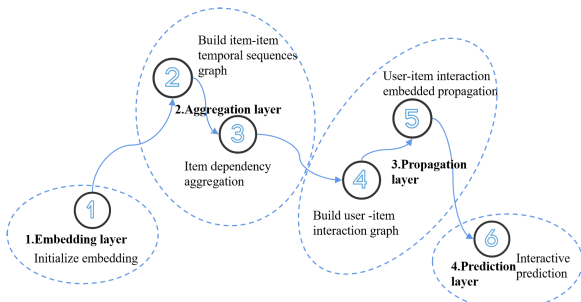 1
1.Embedding layer
Initialize embedding
Build item-item
temporal sequences
graph
2
2.Aggregation layer
3
Item dependency
aggregation
4
Build user -item
interaction graph
User-item interaction
embedded propagation
5
3.Propagation
layer
6
4.Prediction
layer
Interactive
prediction